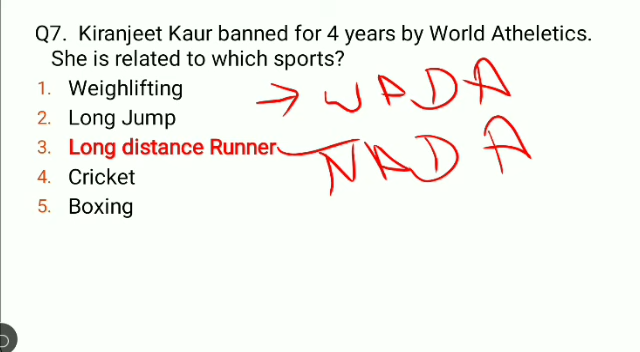 Q7. Kiranjeet Kaur banned for 4 years by World Atheletics.
She is related to which sports?
1. Weighlifting
→ WADA
2. Long Jump
3. Long distance Runner
NADA
4. Cricket
5. Boxing